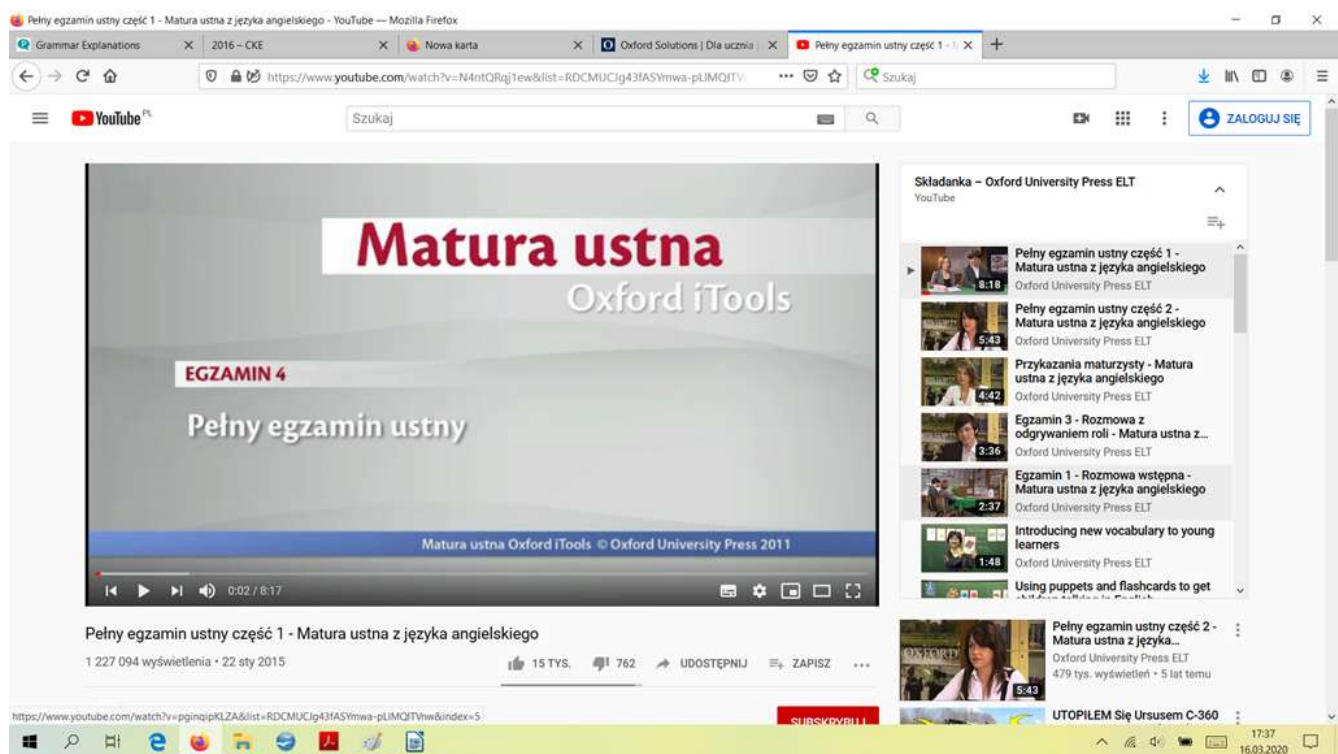 Pełny egzamin ustny część 1 - Matura ustna z języka angielskiego - YouTube — Mozilla Firefox
Grammar Explanations
2016 – CKE
Nowa karta
Oxford Solutions | Dla ucznia
Pełny egzamin ustny część 1 -
https://www.youtube.com/watch?v=N4ntQRqj1ew&list=RDCMUCJg43fASYmwa-pLlMQITV
Szukaj
YouTube PL
Szukaj
ZALOGUJ SIĘ
Matura ustna
Oxford iTools
EGZAMIN 4
Pełny egzamin ustny
Matura ustna Oxford iTools © Oxford University Press 2011
0:02 / 8:17
Pełny egzamin ustny część 1 - Matura ustna z języka angielskiego
1 227 094 wyświetlenia • 22 sty 2015
15 TYS.
762
UDOSTĘPNIJ
ZAPISZ
SUBSKRYBUJ
Składanka – Oxford University Press ELT
YouTube
Pełny egzamin ustny część 1 -
Matura ustna z języka angielskiego
Oxford University Press ELT
8:18
Pełny egzamin ustny część 2 -
Matura ustna z języka angielskiego
Oxford University Press ELT
5:43
Przykazania maturzysty - Matura
ustna z języka angielskiego
Oxford University Press ELT
4:42
Egzamin 3 - Rozmowa z
odgrywaniem roli - Matura ustna z...
Oxford University Press ELT
3:36
Egzamin 1 - Rozmowa wstępna -
Matura ustna z języka angielskiego
Oxford University Press ELT
2:37
Introducing new vocabulary to young
learners
Oxford University Press ELT
1:48
Using puppets and flashcards to get
OXFORD
5:43
Pełny egzamin ustny część 2 -
Matura ustna z języka...
Oxford University Press ELT
479 tys. wyświetleń • 5 lat temu
UTOPIŁEM Się Ursusem C-360
https://www.youtube.com/watch?v=pginqipKLZA&list=RDCMUCJg43fASYmwa-pLlMQITVnw&index=5
17:37
16.03.2020